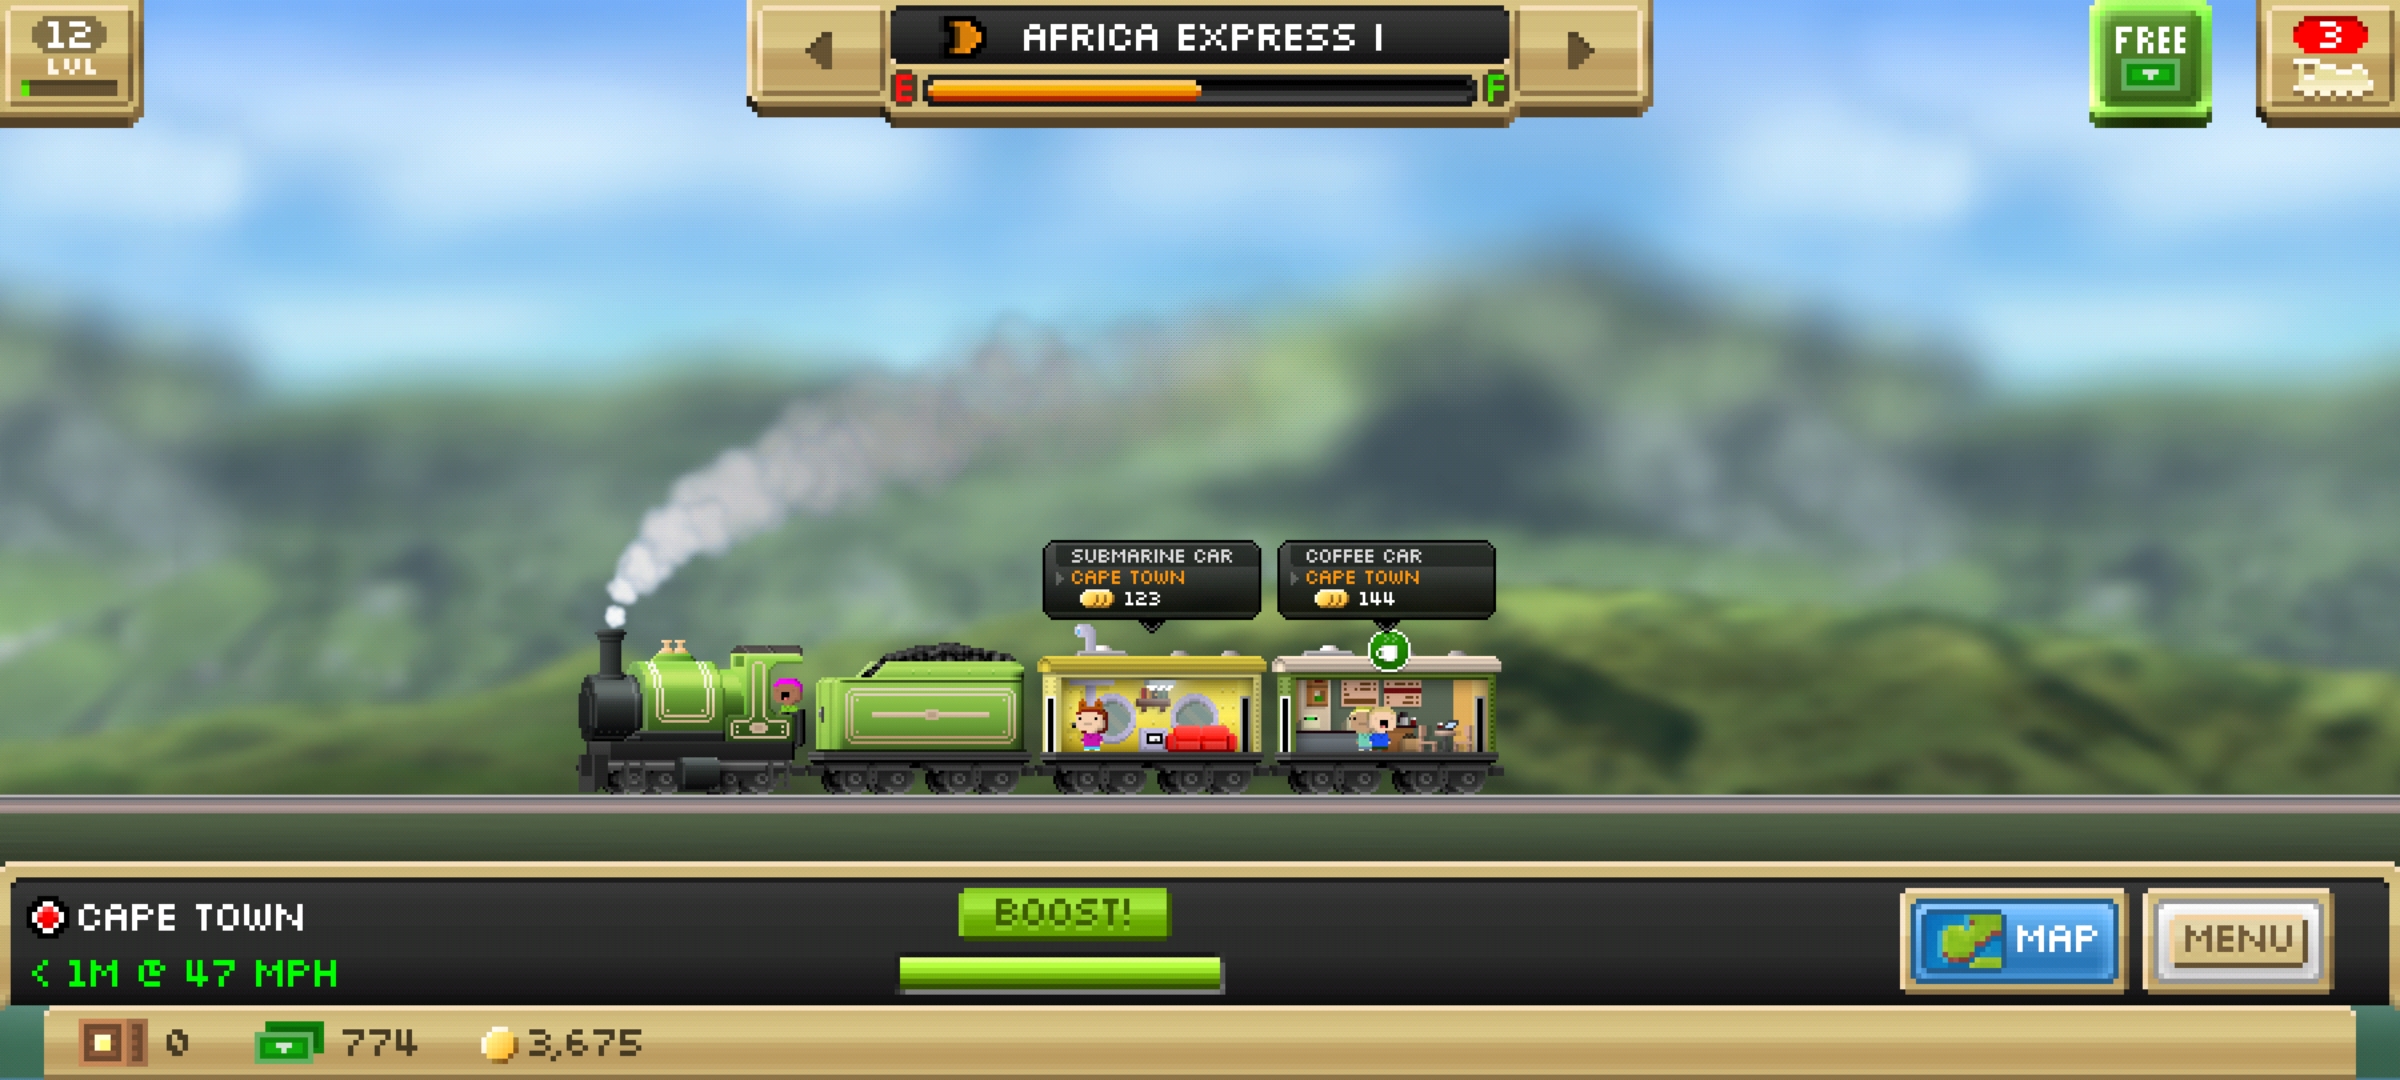 12
LVL
AFRICA EXPRESS I
E
F
FREE
3
SUBMARINE CAR
CAPE TOWN
123
COFFEE CAR
CAPE TOWN
144
CAPE TOWN
< 1M @ 47 MPH
BOOST!
MAP
MENU
0
774
3,675